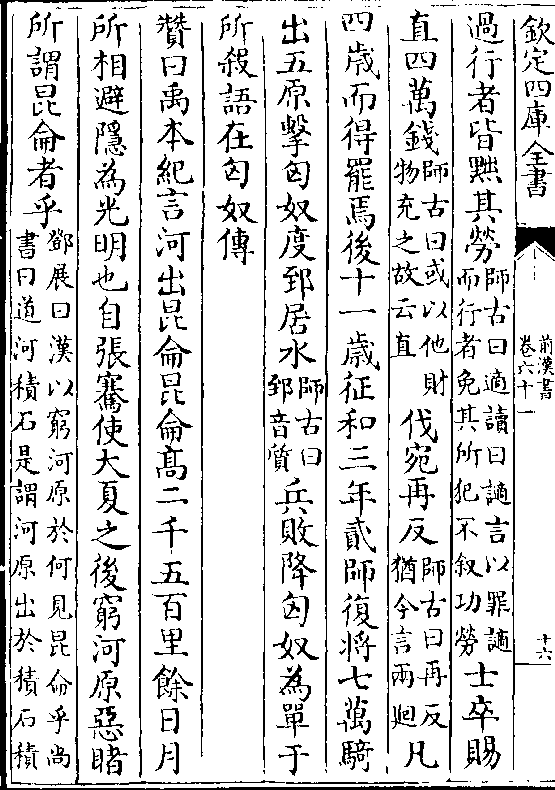 欽定四庫全書
前漢書
卷六十一
十六
過行者皆黜其勞師古曰適讀曰謫言以罪謫而行者免其所犯不叙功勞士卒賜
直四萬錢師古曰或以他財物充之故云直伐宛再反師古曰再反猶今言兩廻凡
四歲而得罷焉後十一歲征和三年貳師復將七萬騎
出五原擊匈奴度郅居水師古曰郅音質兵敗降匈奴為單于
所殺語在匈奴傳
贊曰禹本紀言河出昆侖昆侖髙二千五百里餘日月
所相避隱為光明也自張騫使大夏之後窮河原惡睹
所謂昆侖者乎鄧展曰漢以窮河原於何見昆侖乎尚書曰道河積石是謂河原出於積石積